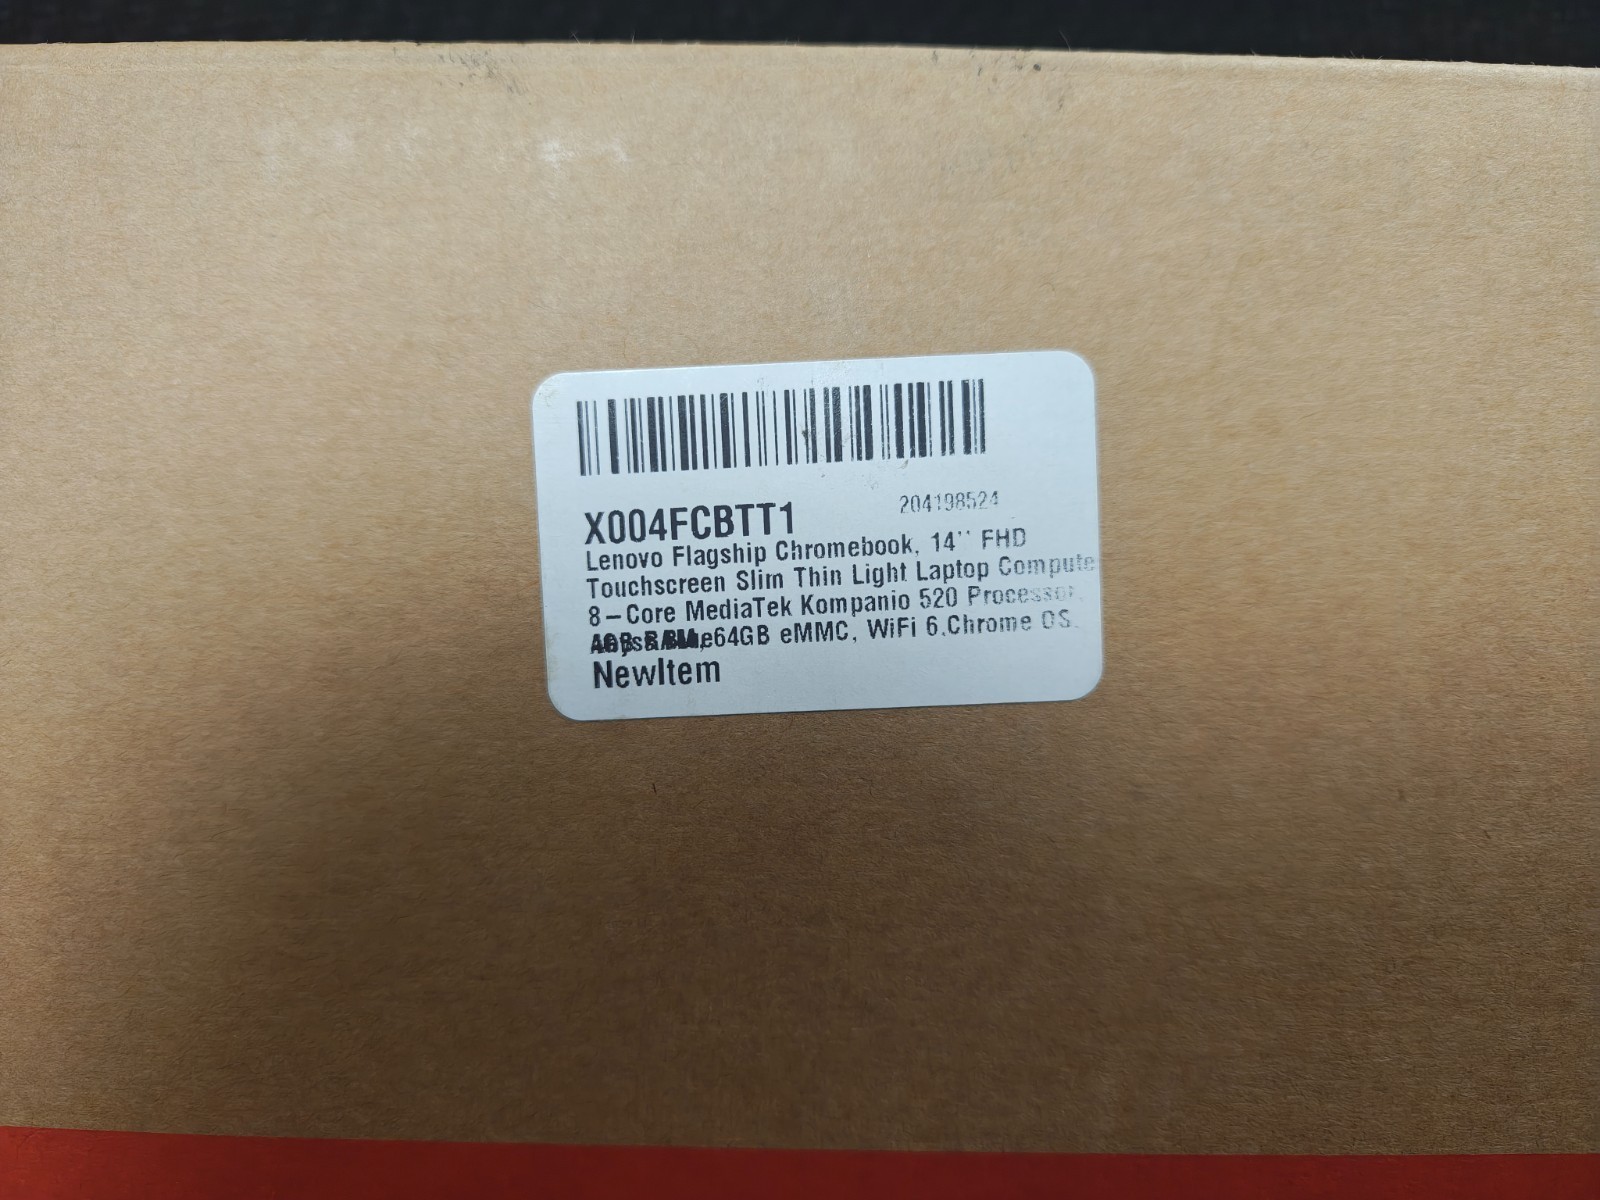 X004FCBTT1 204198524
Lenovo Flagship Chromebook, 14'' FHD
Touchscreen Slim Thin Light Laptop Compute
8-Core MediaTek Kompanio 520 Processor,
64GB eMMC, WiFi 6,Chrome OS.
NewItem